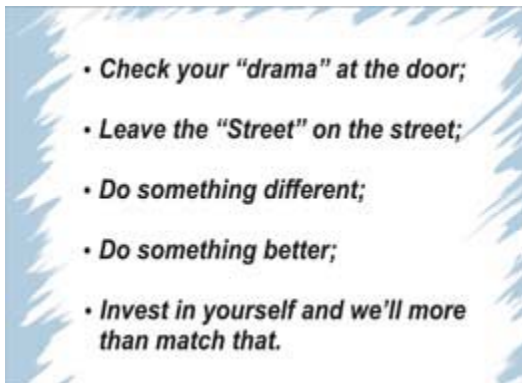 • Check your “drama” at the door;
• Leave the “Street” on the street;
• Do something different;
• Do something better;
• Invest in yourself and we’ll more
than match that.